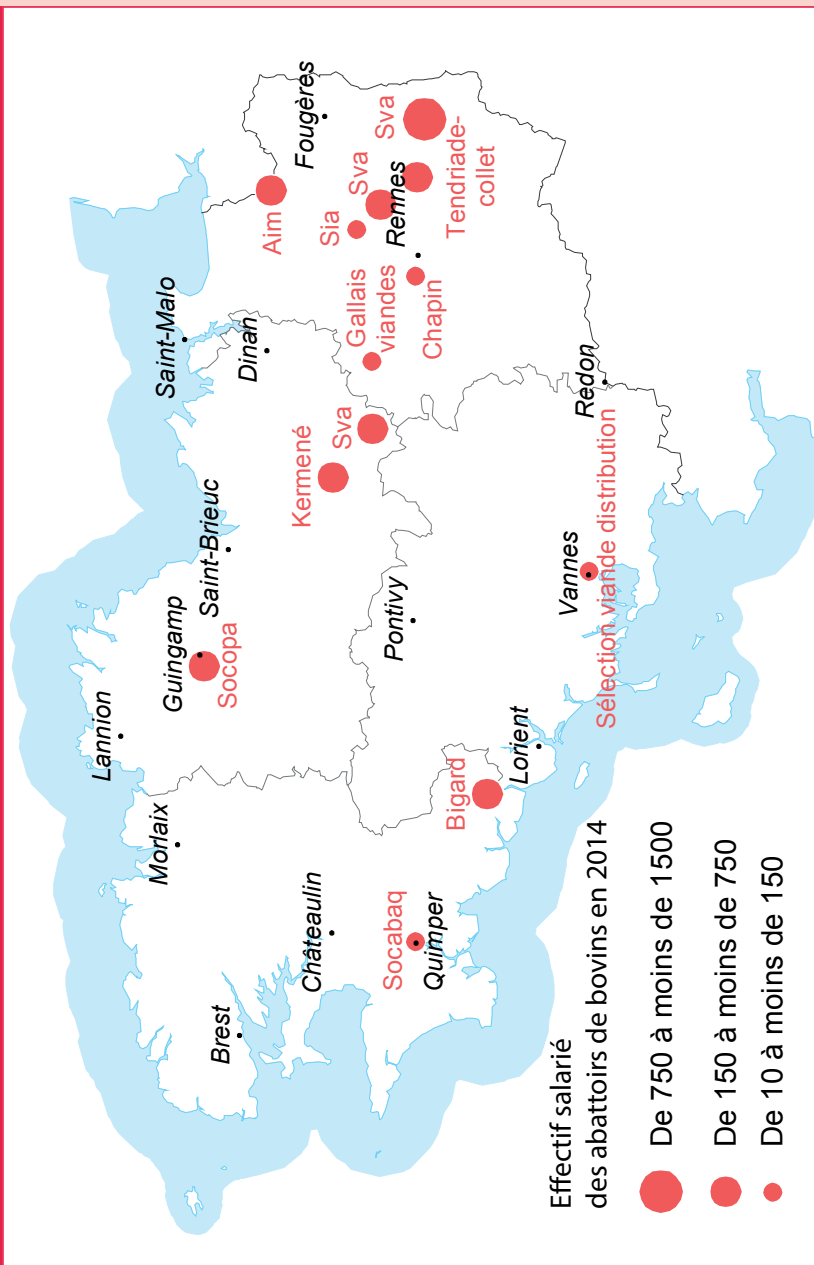 Saint-Malo
Fougères
Lannion
Aim
Dinan
Morlaix
Guingamp
Saint-Brieuc
Socopa
Sia
Sva
Sva
Rennes
Tendriade-
collet
Gallais
viandes
Chapin
Brest
Kermené
Sva
Châteaulin
Pontivy
Socabaq
Quimper
Bigard
Lorient
Vannes
Sélection viande distribution
Redon
Effectif salarié
des abattoirs de bovins en 2014
De 750 à moins de 1500
De 150 à moins de 750
De 10 à moins de 150